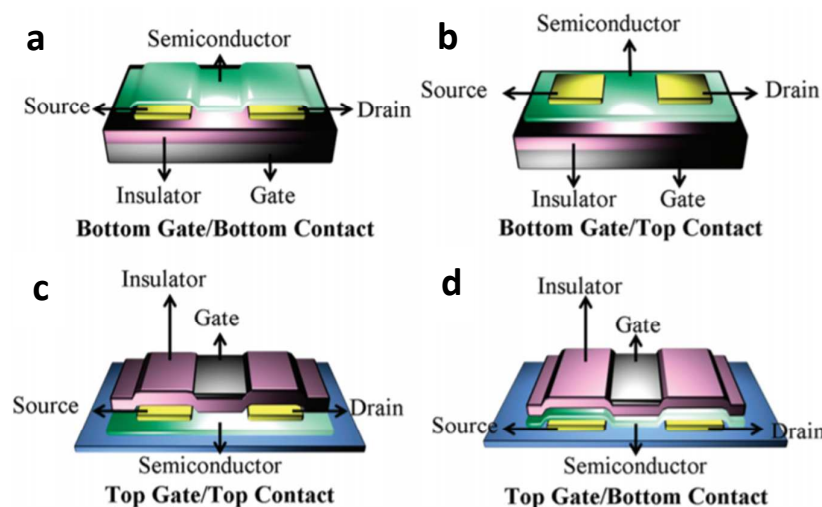 a
Semiconductor
Source
Drain
Insulator
Gate
Bottom Gate/Bottom Contact
b
Semiconductor
Source
Drain
Insulator
Gate
Bottom Gate/Top Contact
c
Insulator
Gate
Source
Drain
Semiconductor
Top Gate/Top Contact
d
Insulator
Gate
Source
Drain
Semiconductor
Top Gate/Bottom Contact